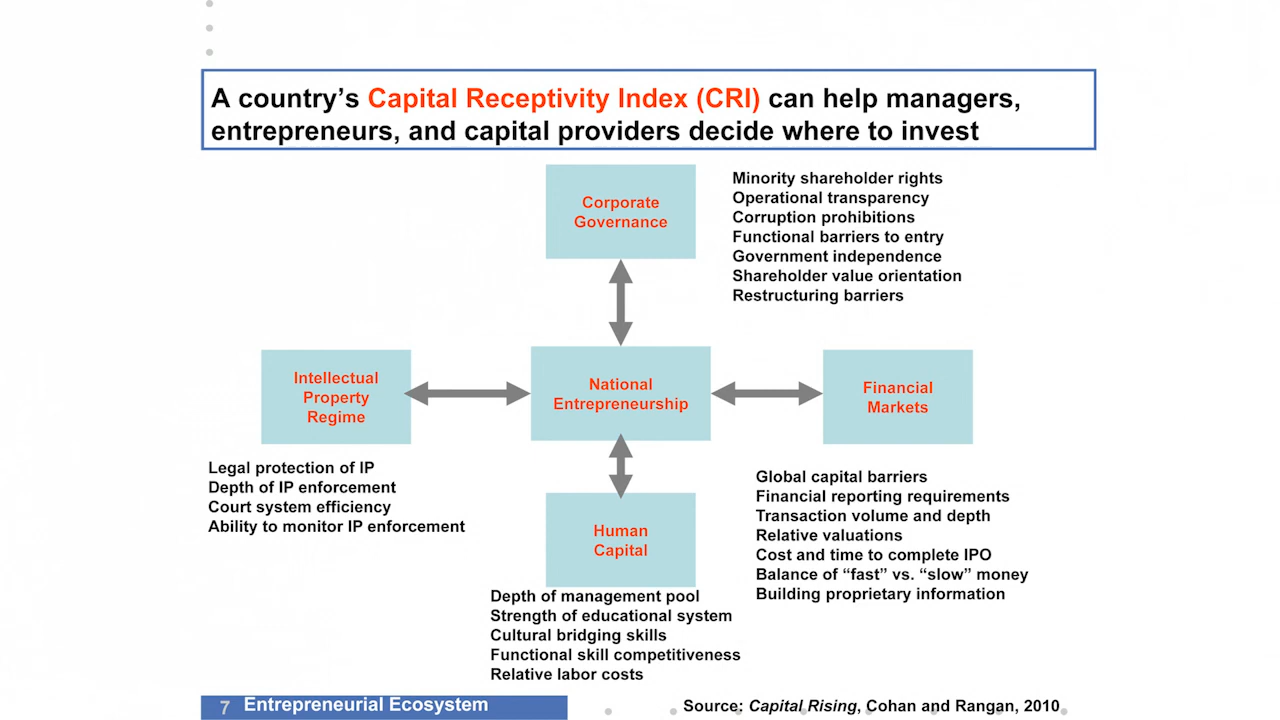 A country’s Capital Receptivity Index (CRI) can help managers,
entrepreneurs, and capital providers decide where to invest
Corporate
Governance
Minority shareholder rights
Operational transparency
Corruption prohibitions
Functional barriers to entry
Government independence
Shareholder value orientation
Restructuring barriers
Intellectual
Property
Regime
National
Entrepreneurship
Financial
Markets
Legal protection of IP
Depth of IP enforcement
Court system efficiency
Ability to monitor IP enforcement
Human
Capital
Global capital barriers
Financial reporting requirements
Transaction volume and depth
Relative valuations
Cost and time to complete IPO
Balance of “fast” vs. “slow” money
Building proprietary information
Depth of management pool
Strength of educational system
Cultural bridging skills
Functional skill competitiveness
Relative labor costs
7 Entrepreneurial Ecosystem
Source: Capital Rising, Cohan and Rangan, 2010